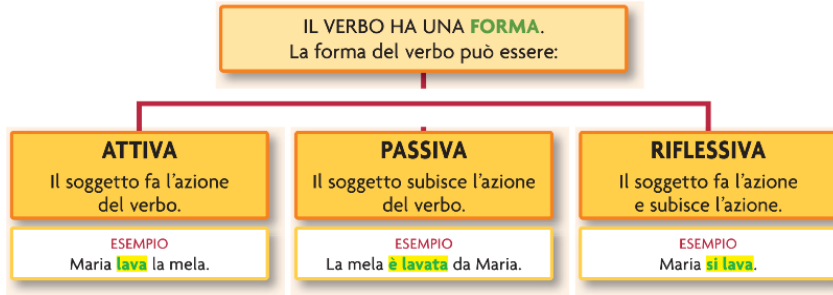 IL VERBO HA UNA FORMA.
La forma del verbo può essere:
ATTIVA
Il soggetto fa l'azione
del verbo.
ESEMPIO
Maria lava la mela.
PASSIVA
Il soggetto subisce l'azione
del verbo.
ESEMPIO
La mela è lavata da Maria.
RIFLESSIVA
Il soggetto fa l'azione
e subisce l'azione.
ESEMPIO
Maria si lava.